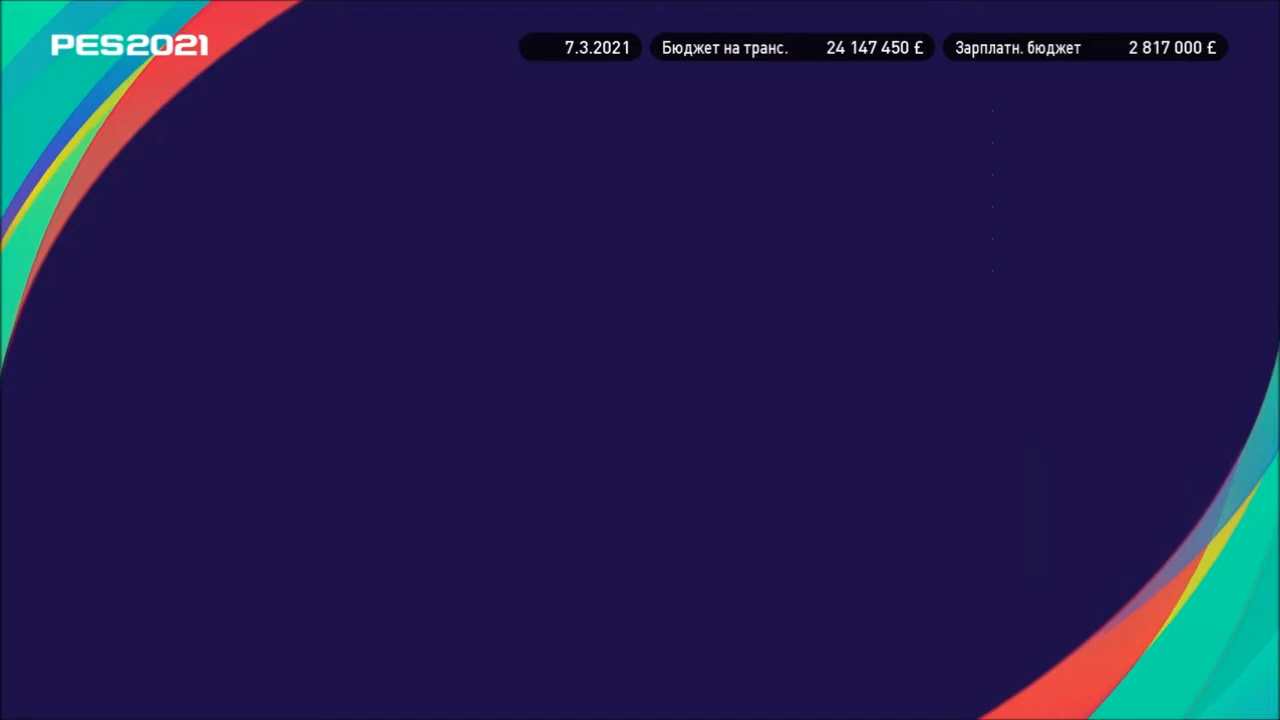 PES2021
7.3.2021 Бюджет на транс. 24 147 450 £ Зарплатн. бюджет 2 817 000 £